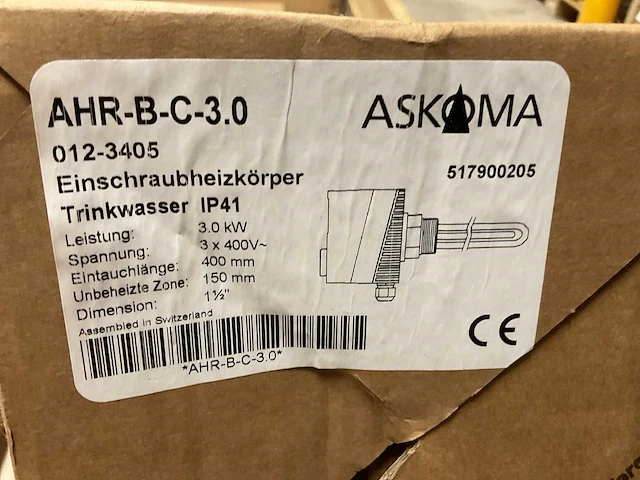 AHR-B-C-3.0
ASKOMA
012-3405
517900205
Einschraubheizkörper
Trinkwasser IP41
Leistung: 3.0 kW
Spannung: 3 x 400V~
Eintauchlänge: 400 mm
Unbeheizte Zone: 150 mm
Dimension: 1½"
Assembled in Switzerland
*AHR-B-C-3.0*
CE